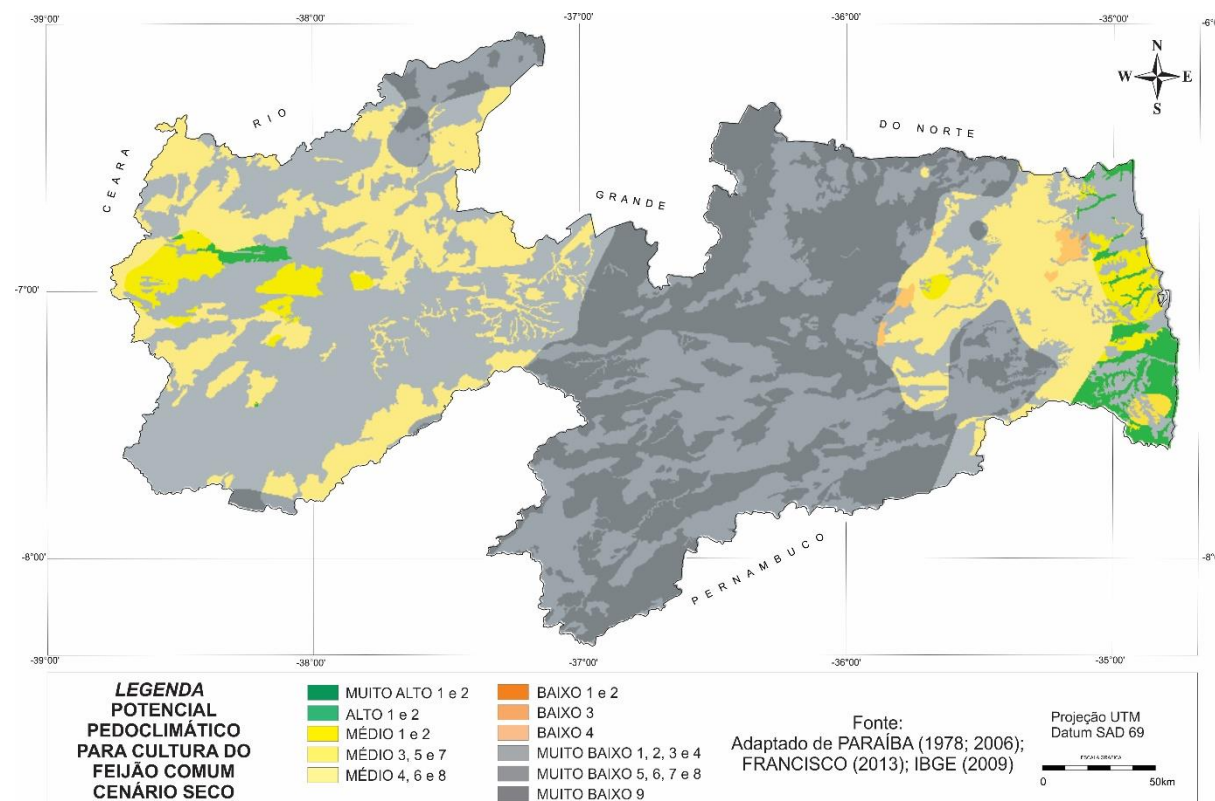 -39°00'
-38°00'
-37°00'
-36°00'
-35°00'
-6
N
W E
S
RIO
DO NORTE
CEARA
GRANDE
-7°00'
-7°00'
-8°00'
-8°
PERNAMBUCO
-39°00'
-38°00'
-37°00'
-36°00'
-35°00'
LEGENDA
POTENCIAL
PEDOCLIMÁTICO
PARA CULTURA DO
FEIJÃO COMUM
CENÁRIO SECO
MUITO ALTO 1 e 2
ALTO 1 e 2
MÉDIO 1 e 2
MÉDIO 3, 5 e 7
MÉDIO 4, 6 e 8
BAIXO 1 e 2
BAIXO 3
BAIXO 4
MUITO BAIXO 1, 2, 3 e 4
MUITO BAIXO 5, 6, 7 e 8
MUITO BAIXO 9
Fonte:
Adaptado de PARAÍBA (1978; 2006);
FRANCISCO (2013); IBGE (2009)
Projeção UTM
Datum SAD 69
ESCALA GRÁFICA
0 50km